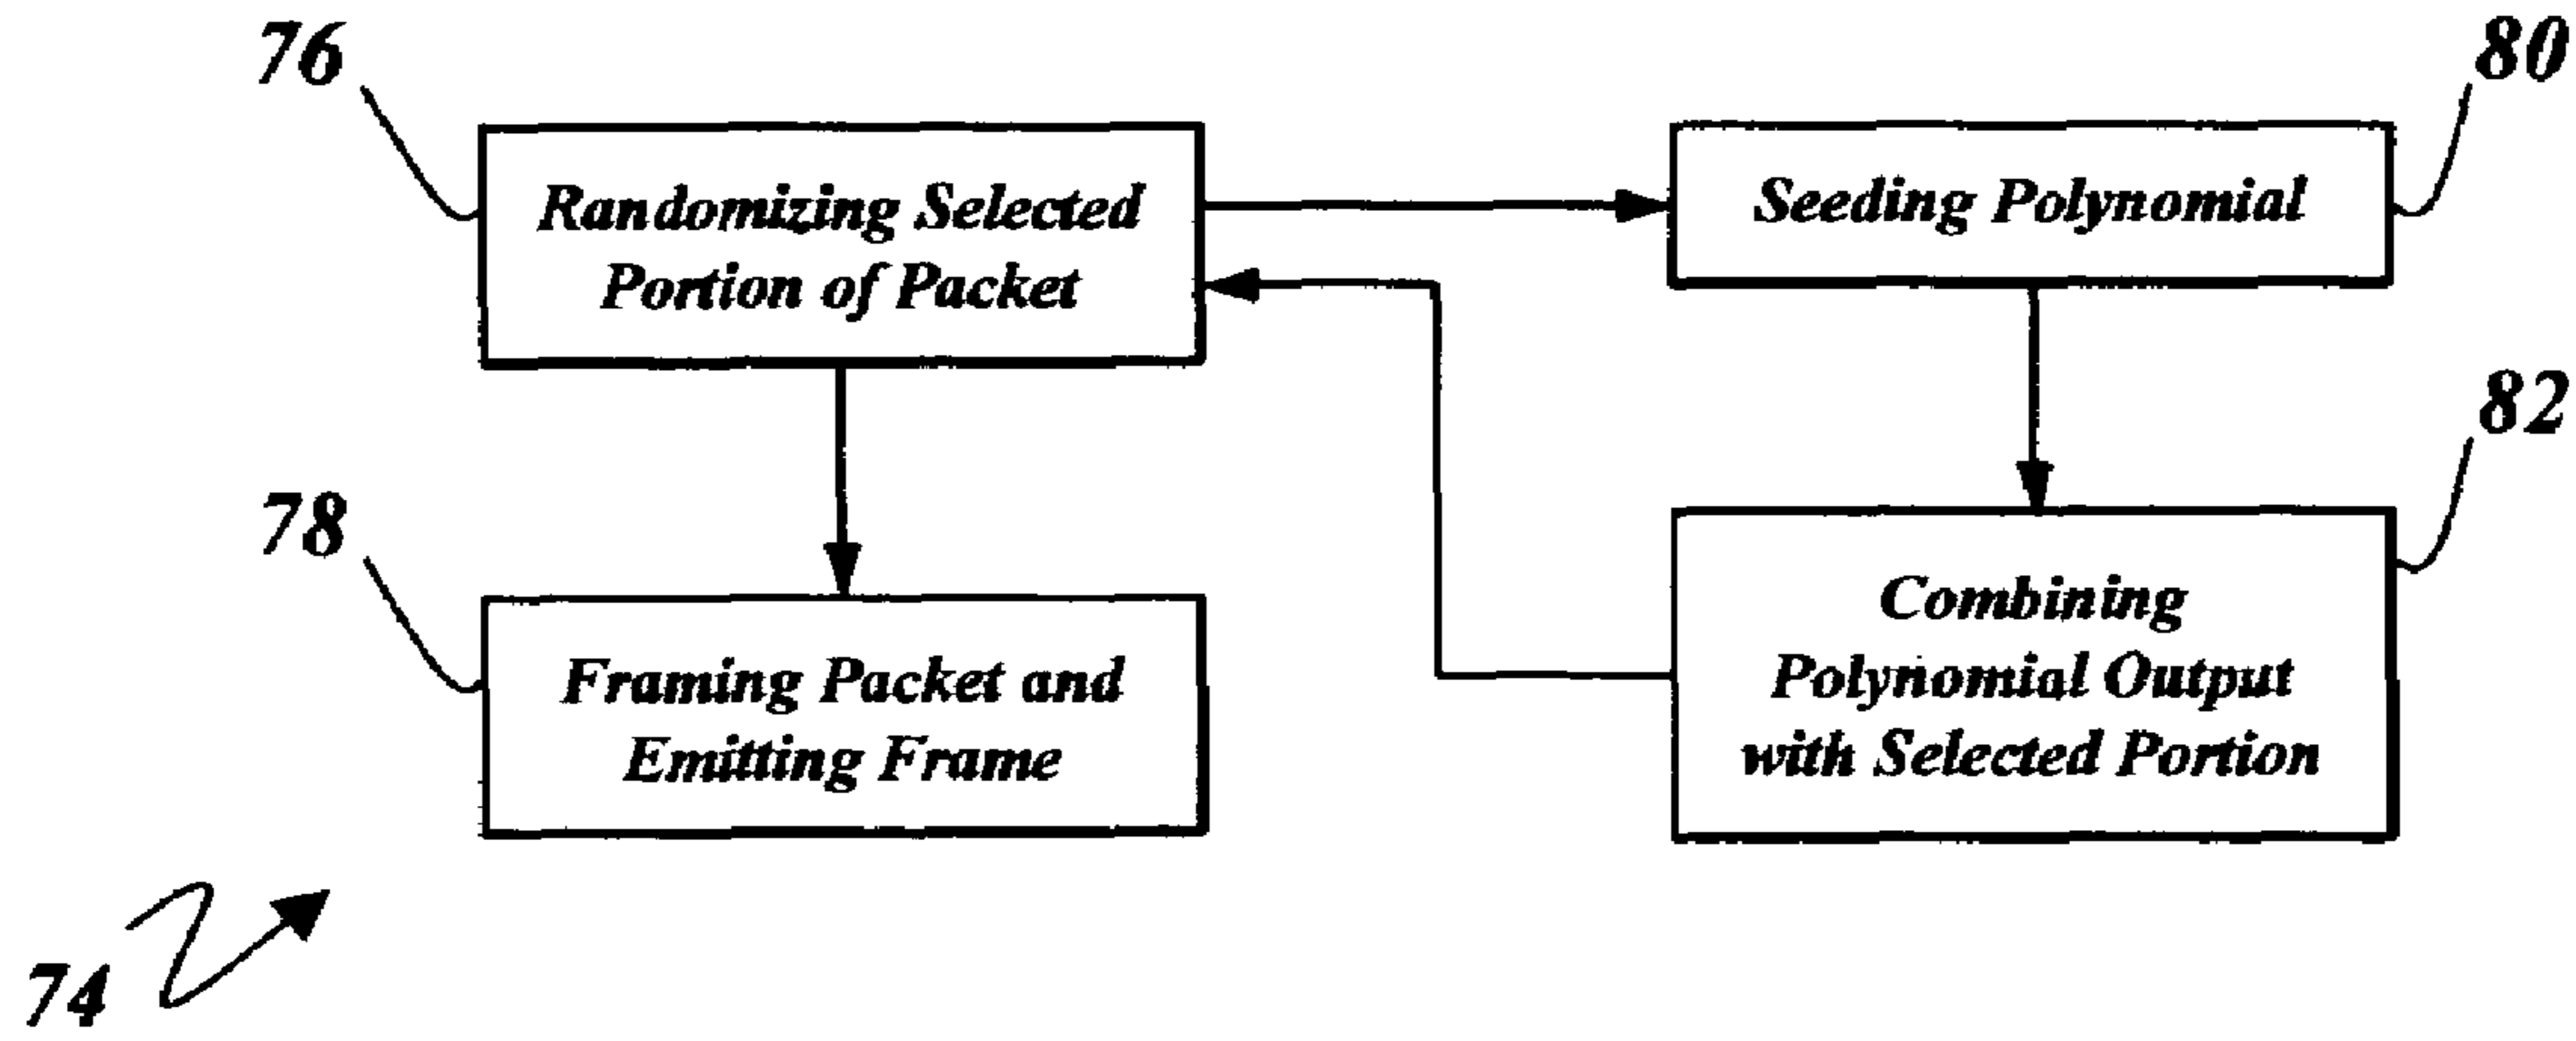 76
Randomizing Selected
Portion of Packet
80
Seeding Polynomial
78
Framing Packet and
Emitting Frame
82
Combining
Polynomial Output
with Selected Portion
74